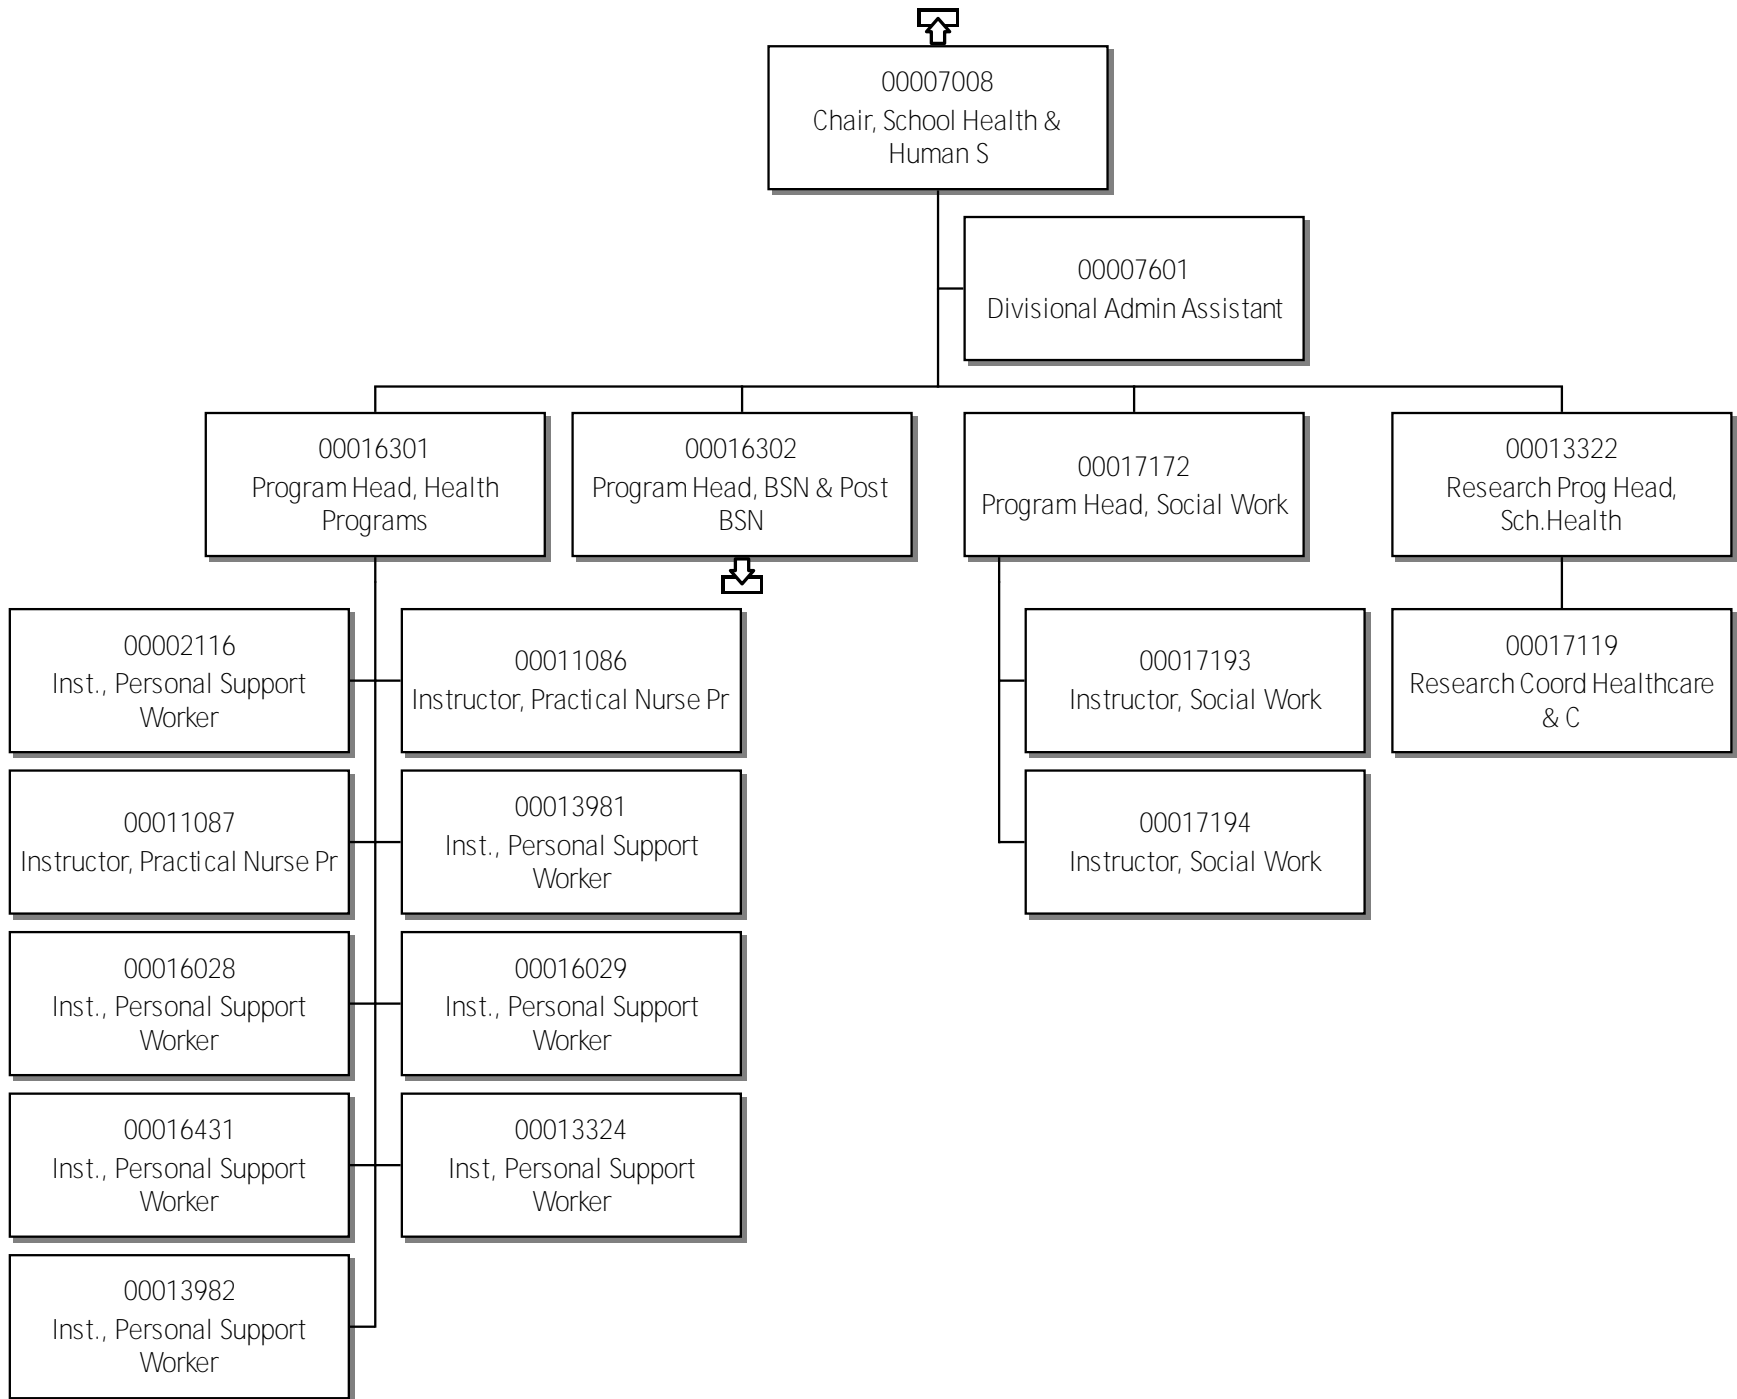 00007008
Chair, School Health &
Human S
00007601
Divisional Admin Assistant
00016301
Program Head, Health
Programs
00016302
Program Head, BSN & Post
BSN
00017172
Program Head, Social Work
00013322
Research Prog Head,
Sch.Health
00002116
Inst., Personal Support
Worker
00011086
Instructor, Practical Nurse Pr
00017193
Instructor, Social Work
00017119
Research Coord Healthcare
& C
00011087
Instructor, Practical Nurse Pr
00013981
Inst., Personal Support
Worker
00017194
Instructor, Social Work
00016028
Inst., Personal Support
Worker
00016029
Inst., Personal Support
Worker
00016431
Inst., Personal Support
Worker
00013324
Inst, Personal Support
Worker
00013982
Inst., Personal Support
Worker